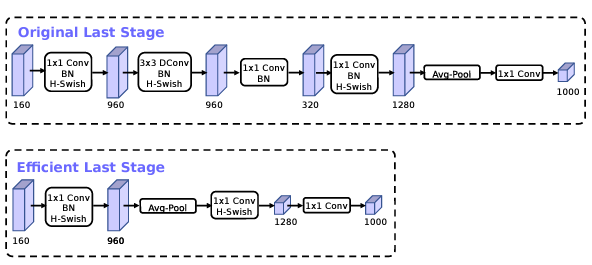 Original Last Stage
1x1 Conv
BN
H-Swish
3x3 DConv
BN
H-Swish
1x1 Conv
BN
1x1 Conv
BN
H-Swish
Avg-Pool
1x1 Conv
160
960
960
320
1280
1000
Efficient Last Stage
1x1 Conv
BN
H-Swish
Avg-Pool
1x1 Conv
H-Swish
1x1 Conv
160
960
1280
1000